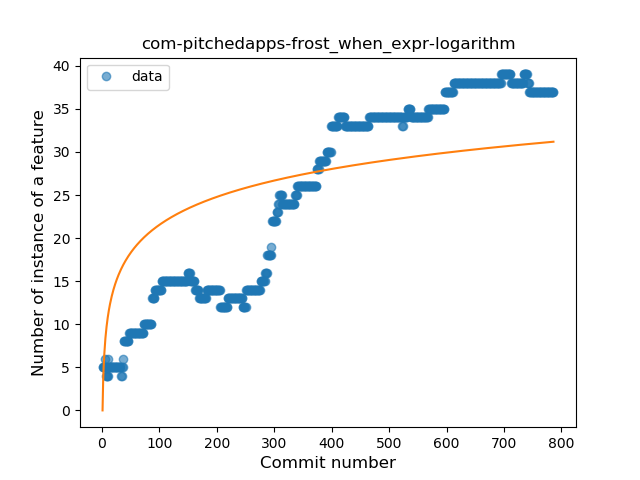 com-pitchedapps-frost_when_expr-logarithm
data
Number of instance of a feature
40
35
30
25
20
15
10
5
0
0 100 200 300 400 500 600 700 800
Commit number